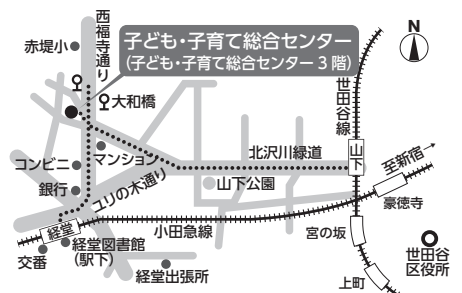 西福寺通り
赤堤小
子ども・子育て総合センター
(子ども・子育て総合センター3階)
N
大和橋
世田谷線
マンション
コンビニ
銀行
ユリの木通り
北沢川緑道
山下
至新宿
山下公園
豪徳寺
経堂
小田急線
宮の坂
経堂図書館
(駅下)
交番
経堂出張所
世田谷
区役所
上町